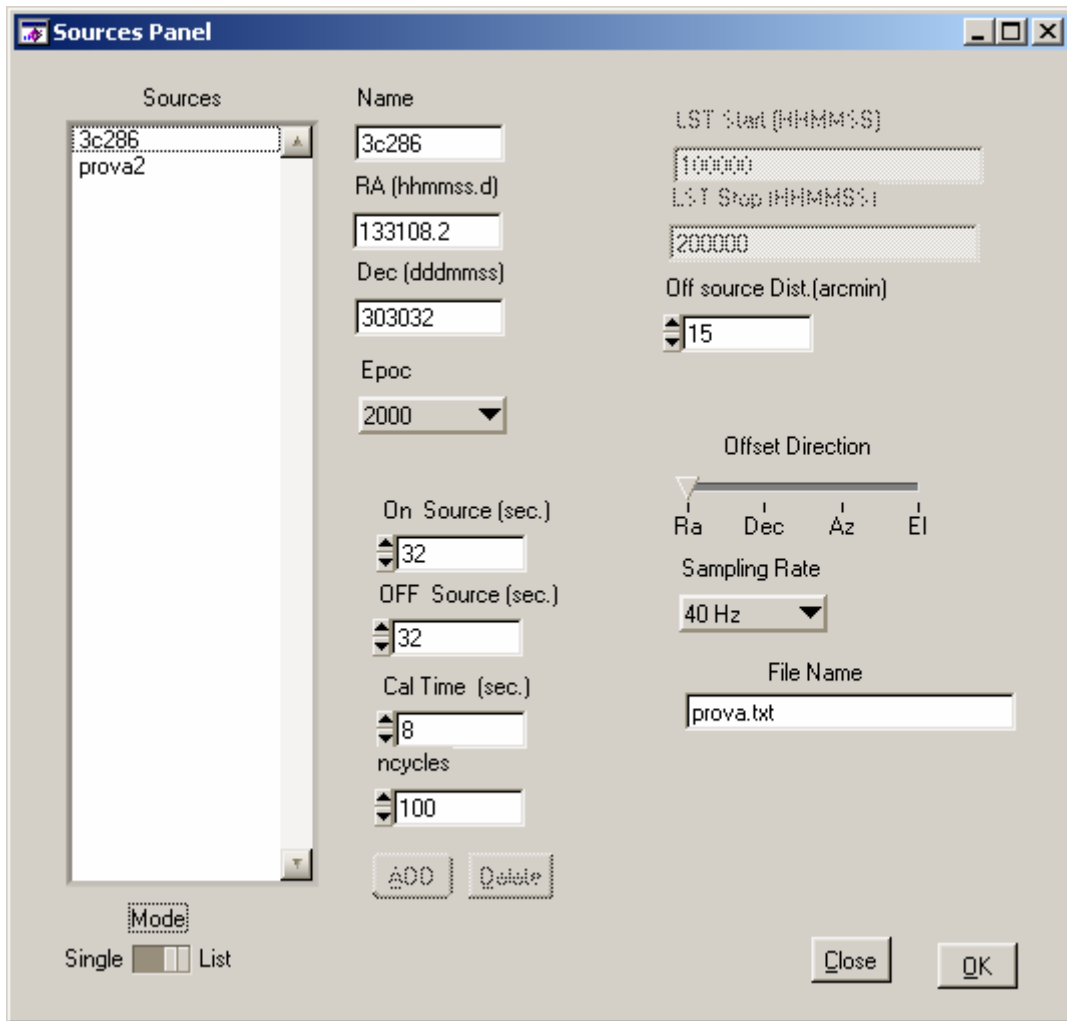 Sources Panel
Sources
3c286
prova2
Mode
Single List
Name
3c286
RA (hhmmss.d)
133108.2
Dec (dddmmss)
303032
Epoc
2000
On Source (sec.)
32
OFF Source (sec.)
32
Cal Time (sec.)
8
ncycles
100
ADD Delete
LST Start (HHMMSS)
100000
LST Stop (HHMMSS)
200000
Off source Dist.(arcmin)
15
Offset Direction
Ra Dec Az El
Sampling Rate
40 Hz
File Name
prova.txt
Close OK